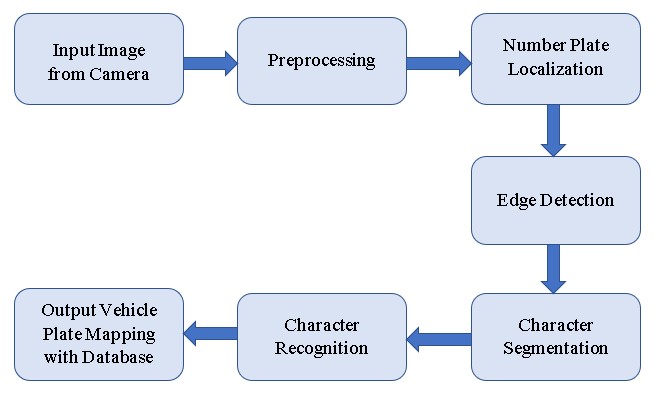 Input Image
from Camera
Preprocessing
Number Plate
Localization
Edge Detection
Character
Segmentation
Character
Recognition
Output Vehicle
Plate Mapping
with Database